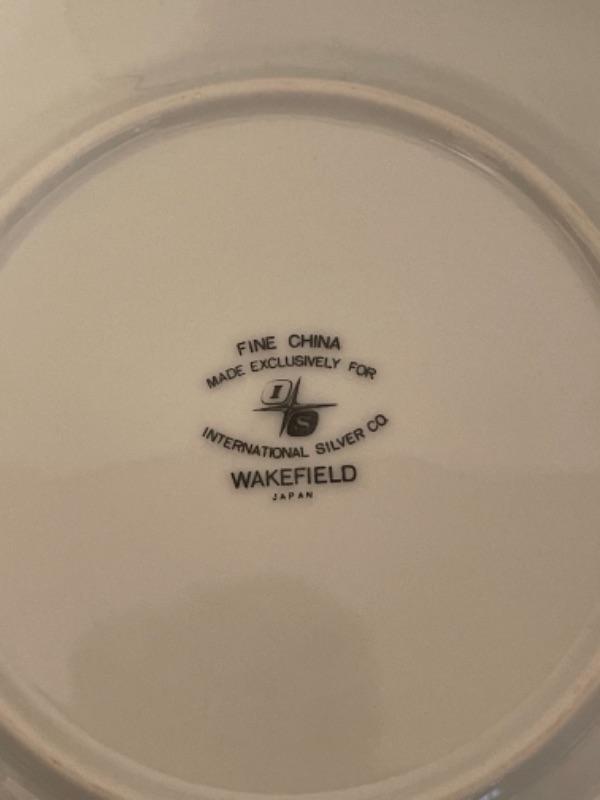 FINE CHINA
MADE EXCLUSIVELY FOR
I
S
INTERNATIONAL SILVER CO.
WAKEFIELD
JAPAN